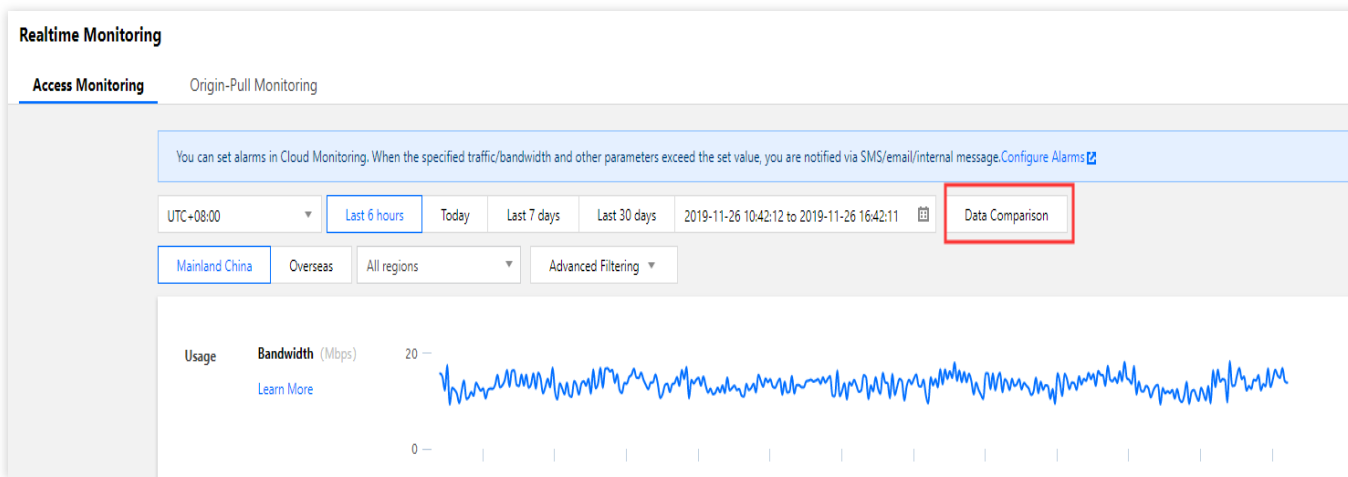 Realtime Monitoring
Access Monitoring Origin-Pull Monitoring
You can set alarms in Cloud Monitoring. When the specified traffic/bandwidth and other parameters exceed the set value, you are notified via SMS/email/internal message.Configure Alarms
UTC+08:00 Last 6 hours Today Last 7 days Last 30 days 2019-11-26 10:42:12 to 2019-11-26 16:42:11 Data Comparison
Mainland China Overseas All regions Advanced Filtering
Usage Bandwidth (Mbps) 20
Learn More
0